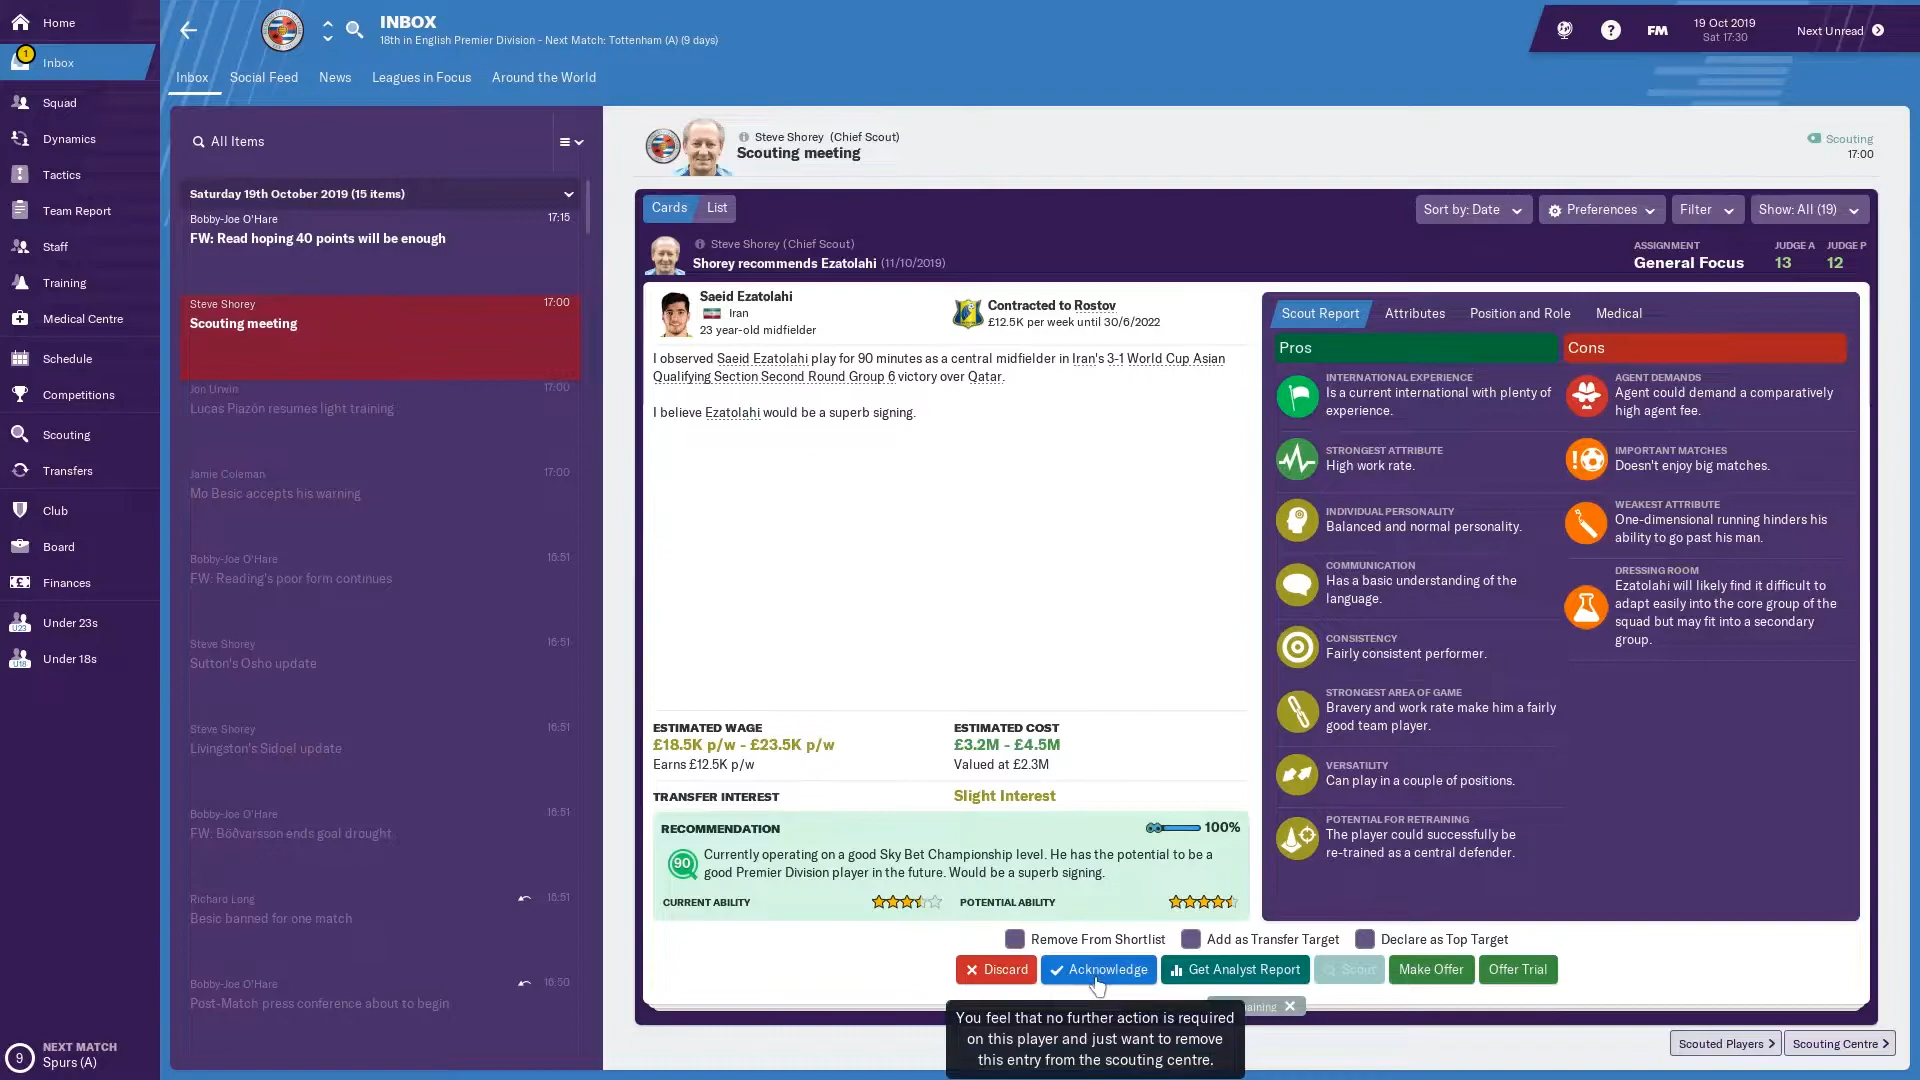 Home
1
Inbox
Squad
Dynamics
Tactics
Team Report
Staff
Training
Medical Centre
Schedule
Competitions
Scouting
Transfers
Club
Board
Finances
U23
Under 23s
U18
Under 18s
9
NEXT MATCH
Spurs (A)
INBOX
18th in English Premier Division - Next Match: Tottenham (A) (9 days)
FM
19 Oct 2019
Sat 17:30
Next Unread
Inbox Social Feed News Leagues in Focus Around the World
All Items
Saturday 19th October 2019 (15 items)
Bobby-Joe O'Hare 17:15
FW: Read hoping 40 points will be enough
Steve Shorey 17:00
Scouting meeting
Jon Urwin 17:00
Lucas Piazón resumes light training
Jamie Coleman 17:00
Mo Besic accepts his warning
Bobby-Joe O'Hare 16:51
FW: Reading's poor form continues
Steve Shorey 16:51
Sutton's Osho update
Steve Shorey 16:51
Livingston's Sidoel update
Bobby-Joe O'Hare 16:51
FW: Böðvarsson ends goal drought
Richard Long 16:51
Besic banned for one match
Bobby-Joe O'Hare 16:50
Post-Match press conference about to begin
Steve Shorey (Chief Scout)
Scouting meeting
Scouting
17:00
Cards List
Sort by: Date Preferences Filter Show: All (19)
Steve Shorey (Chief Scout)
Shorey recommends Ezatolahi (11/10/2019)
ASSIGNMENT
General Focus
JUDGE A
13
JUDGE P
12
Saeid Ezatolahi
Iran
23 year-old midfielder
Contracted to Rostov
£12.5K per week until 30/6/2022
I observed Saeid Ezatolahi play for 90 minutes as a central midfielder in Iran's 3-1 World Cup Asian
Qualifying Section Second Round Group 6 victory over Qatar.
I believe Ezatolahi would be a superb signing.
ESTIMATED WAGE
£18.5K p/w - £23.5K p/w
Earns £12.5K p/w
ESTIMATED COST
£3.2M - £4.5M
Valued at £2.3M
TRANSFER INTEREST Slight Interest
RECOMMENDATION 100%
90
Currently operating on a good Sky Bet Championship level. He has the potential to be a
good Premier Division player in the future. Would be a superb signing.
CURRENT ABILITY POTENTIAL ABILITY
Scout Report Attributes Position and Role Medical
Pros
INTERNATIONAL EXPERIENCE
Is a current international with plenty of
experience.
STRONGEST ATTRIBUTE
High work rate.
INDIVIDUAL PERSONALITY
Balanced and normal personality.
COMMUNICATION
Has a basic understanding of the
language.
CONSISTENCY
Fairly consistent performer.
STRONGEST AREA OF GAME
Bravery and work rate make him a fairly
good team player.
VERSATILITY
Can play in a couple of positions.
POTENTIAL FOR RETRAINING
The player could successfully be
re-trained as a central defender.
Cons
AGENT DEMANDS
Agent could demand a comparatively
high agent fee.
IMPORTANT MATCHES
Doesn't enjoy big matches.
WEAKEST ATTRIBUTE
One-dimensional running hinders his
ability to go past his man.
DRESSING ROOM
Ezatolahi will likely find it difficult to
adapt easily into the core group of the
squad but may fit into a secondary
group.
Remove From Shortlist Add as Transfer Target Declare as Top Target
Discard Acknowledge Get Analyst Report Scout Make Offer Offer Trial
You feel that no further action is required
on this player and just want to remove
this entry from the scouting centre.
Scouted Players Scouting Centre